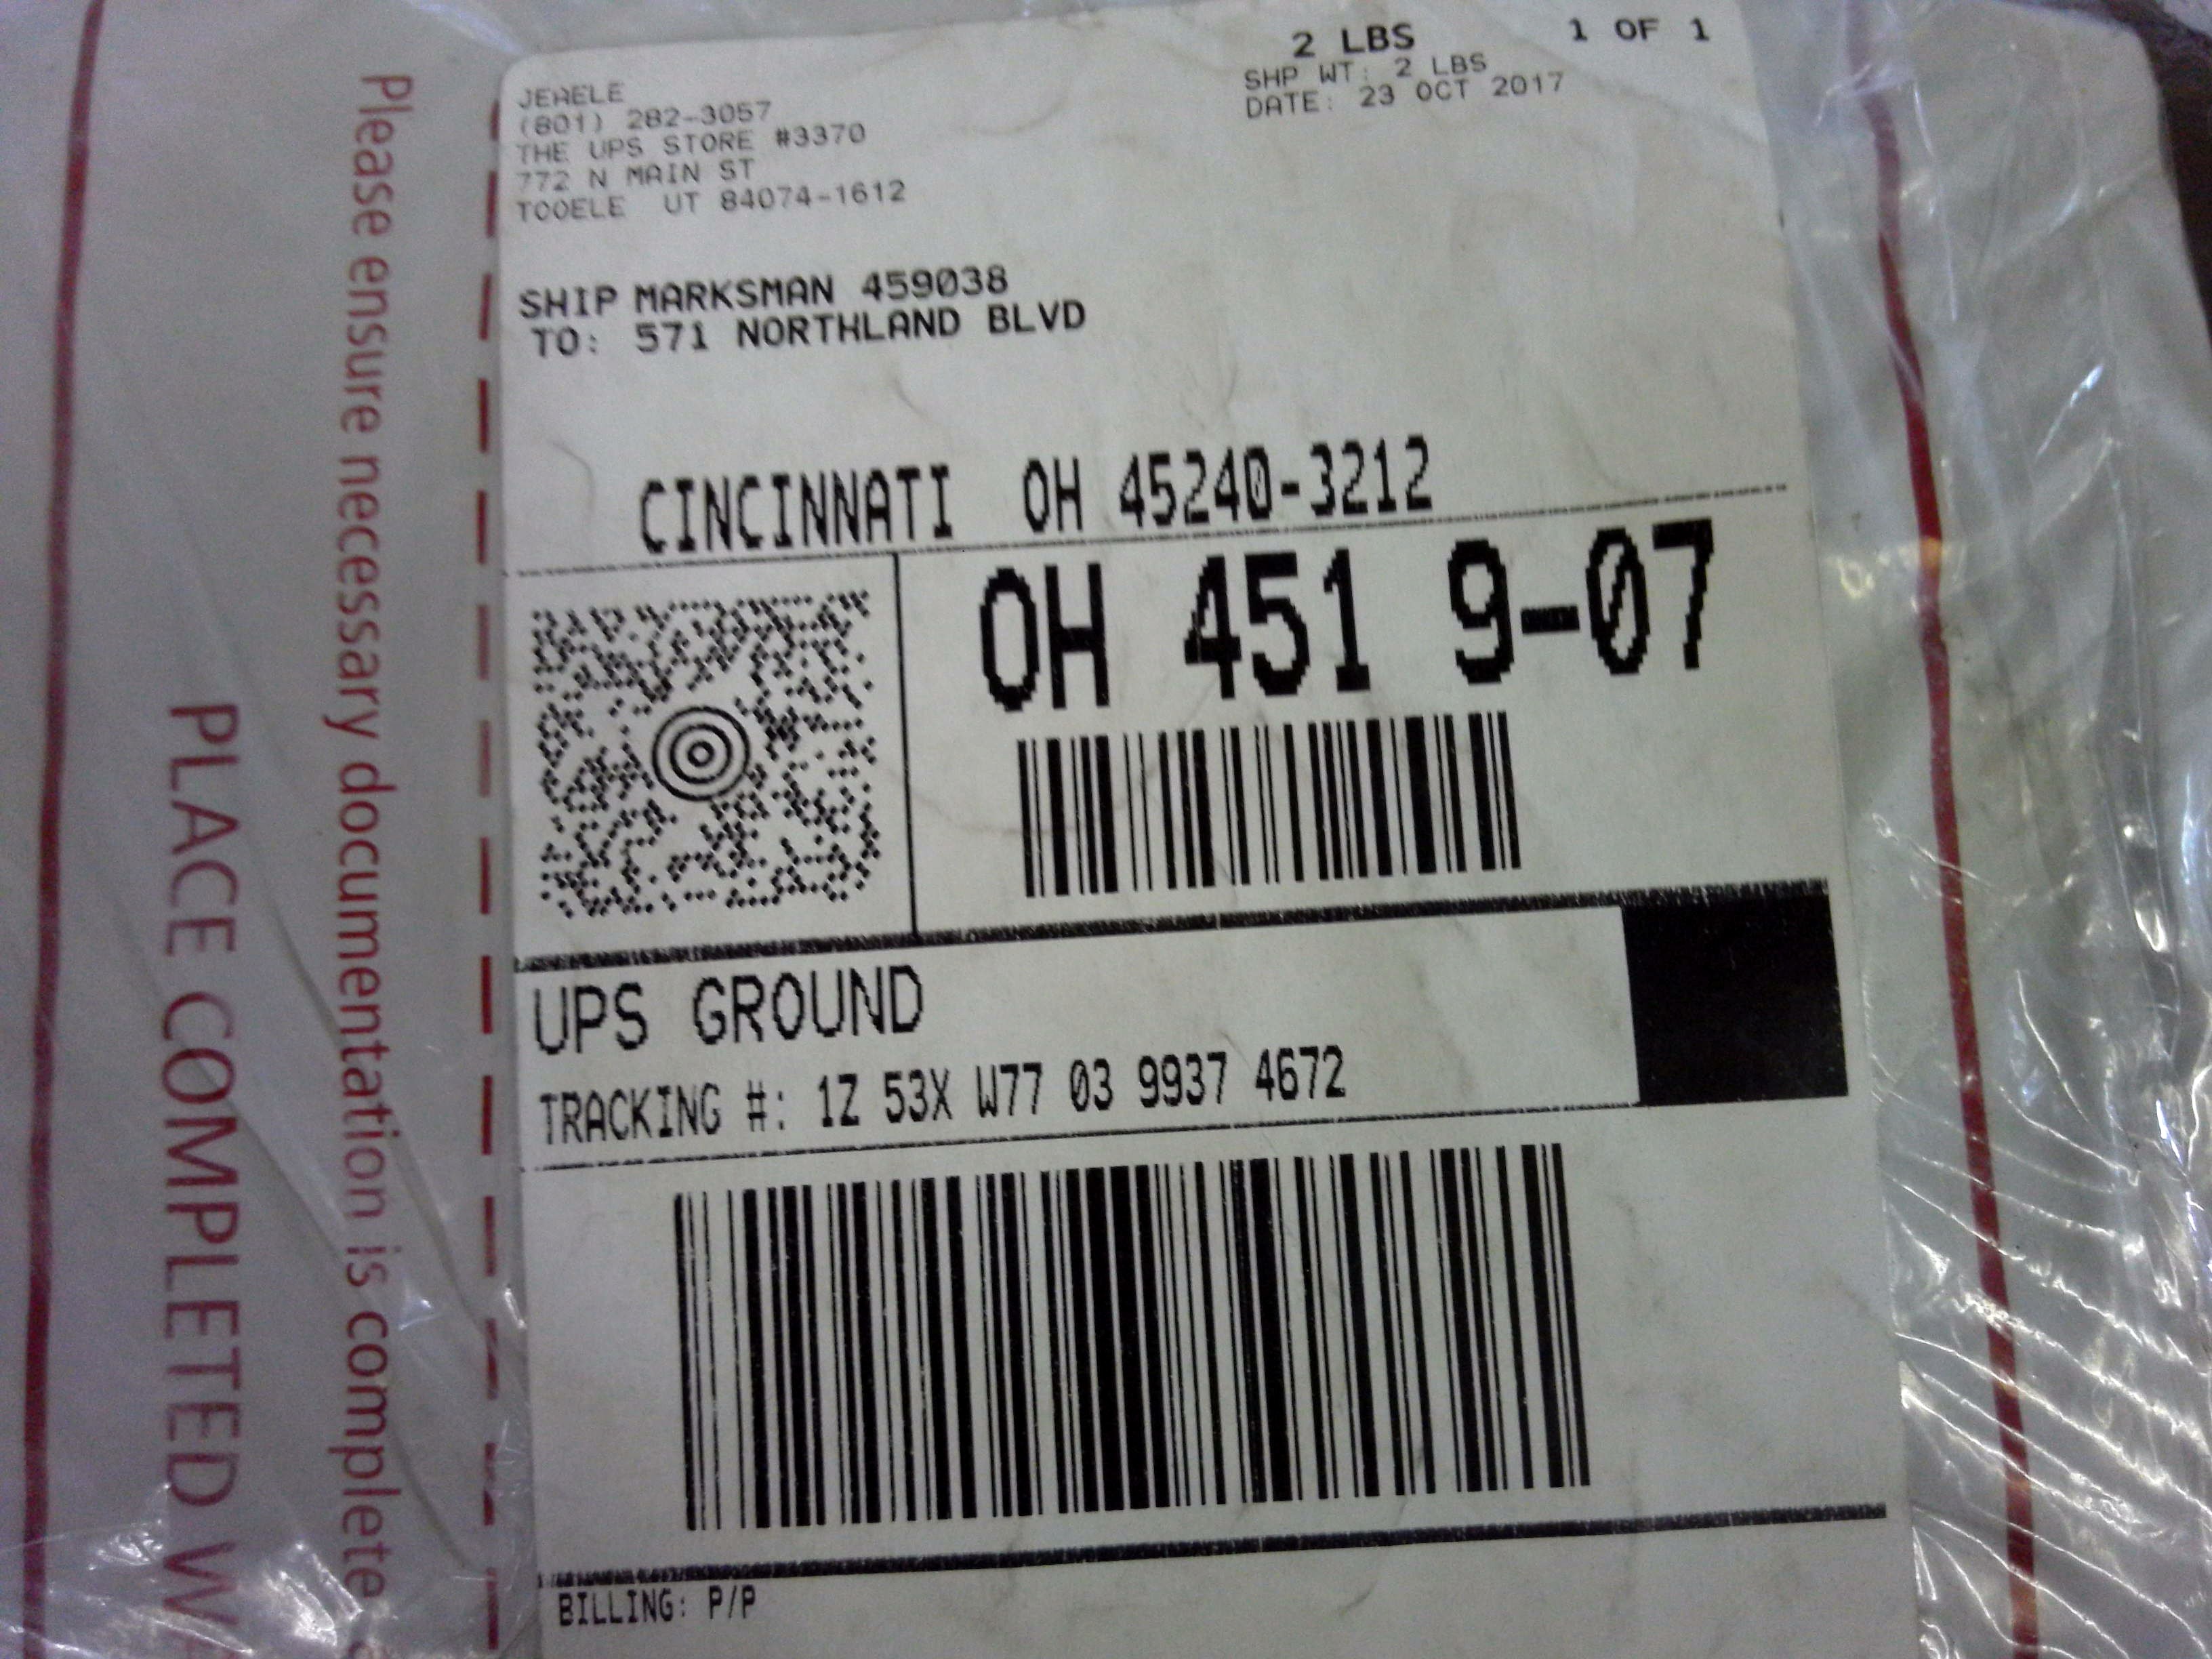 2 LBS 1 OF 1
SHP WT: 2 LBS
DATE: 23 OCT 2017
JEAELE
(801) 282-3057
THE UPS STORE #3370
772 N MAIN ST
TOOELE UT 84074-1612
SHIP MARKSMAN 459038
TO: 571 NORTHLAND BLVD
CINCINNATI OH 45240-3212
OH 451 9-07
UPS GROUND
TRACKING #: 1Z 53X W77 03 9937 4672
BILLING: P/P
Please ensure necessary documentation is complete
PLACE COMPLETED